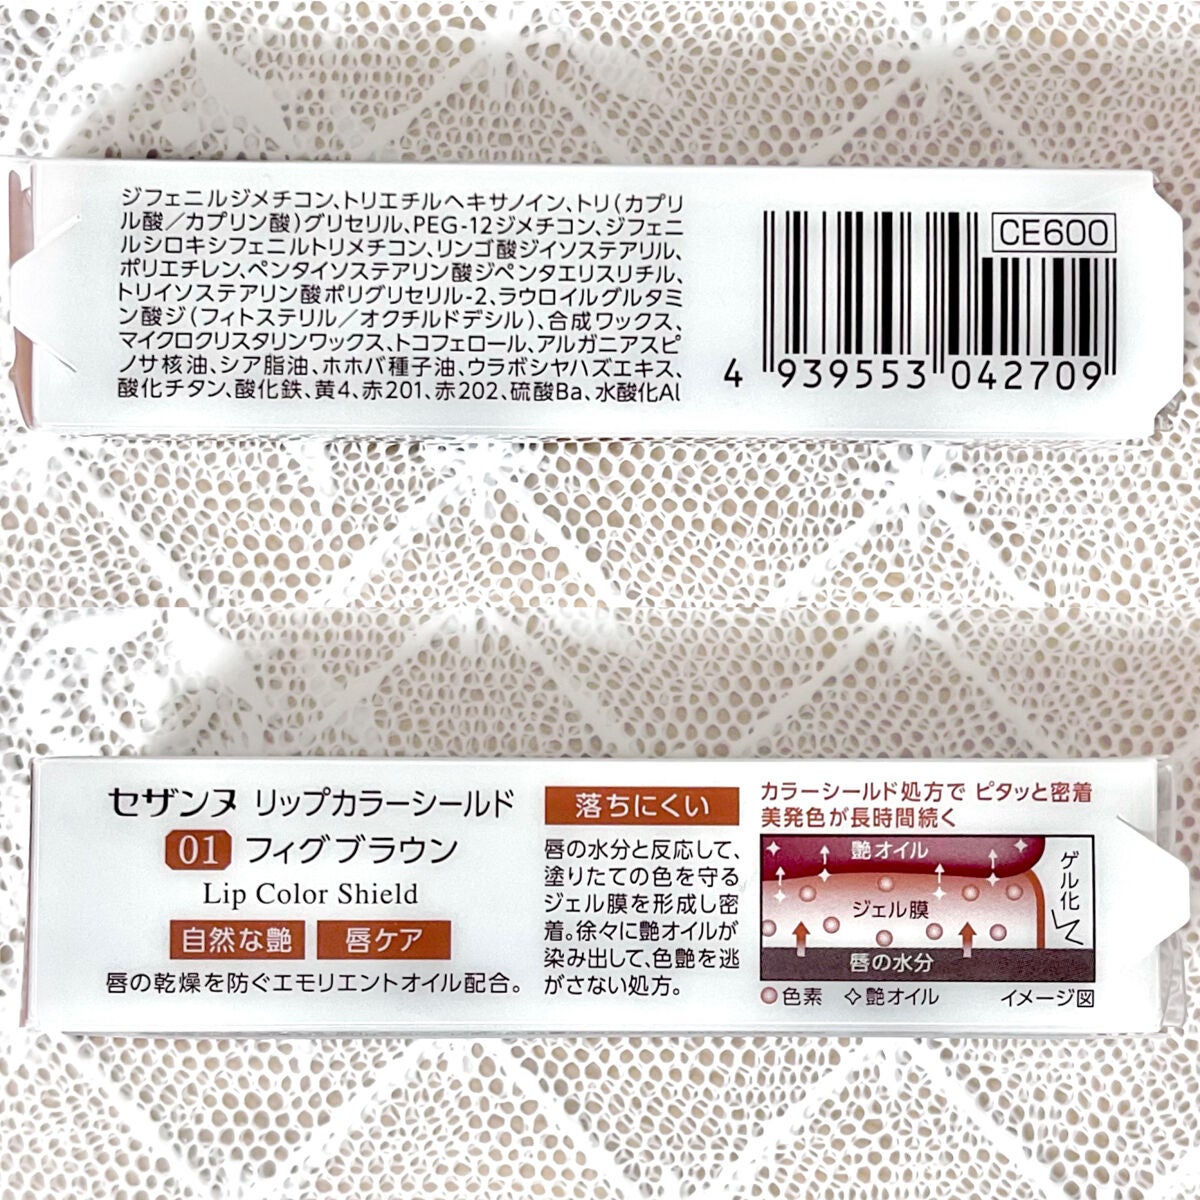 ジフェニルジメチコン、トリエチルヘキサノイン、トリ(カプリ
ル酸／カプリン酸)グリセリル、PEG-12ジメチコン、ジフェニ
ルシロキシフェニルトリメチコン、リンゴ酸ジイソステアリル、
ポリエチレン、ペンタイソステアリン酸ジペンタエリスリチル、
トリイソステアリン酸ポリグリセリル-2、ラウロイルグルタミ
ン酸ジ(フィトステリル／オクチルドデシル)、合成ワックス、
マイクロクリスタリンワックス、トコフェロール、アルガニアスピ
ノサ核油、シア脂油、ホホバ種子油、ウラボシヤハズエキス、
酸化チタン、酸化鉄、黄4、赤201、赤202、硫酸Ba、水酸化Al
CE600
4 939553 042709
セザンヌ リップカラーシールド
01 フィグブラウン
Lip Color Shield
自然な艶 唇ケア
唇の乾燥を防ぐエモリエントオイル配合。
落ちにくい
唇の水分と反応して、
塗りたての色を守る
ジェル膜を形成し密
着。徐々に艶オイルが
染み出して、色艶を逃
がさない処方。
カラーシールド処方で ピタッと密着
美発色が長時間続く
艶オイル
ジェル膜
唇の水分
ゲル化
色素 艶オイル イメージ図